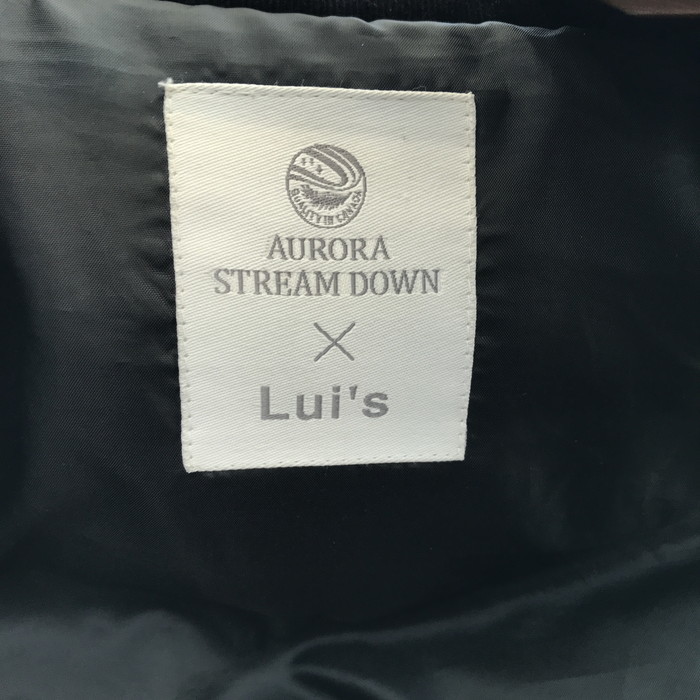 QUALITY IN CANADA
AURORA
STREAM DOWN
×
Lui's